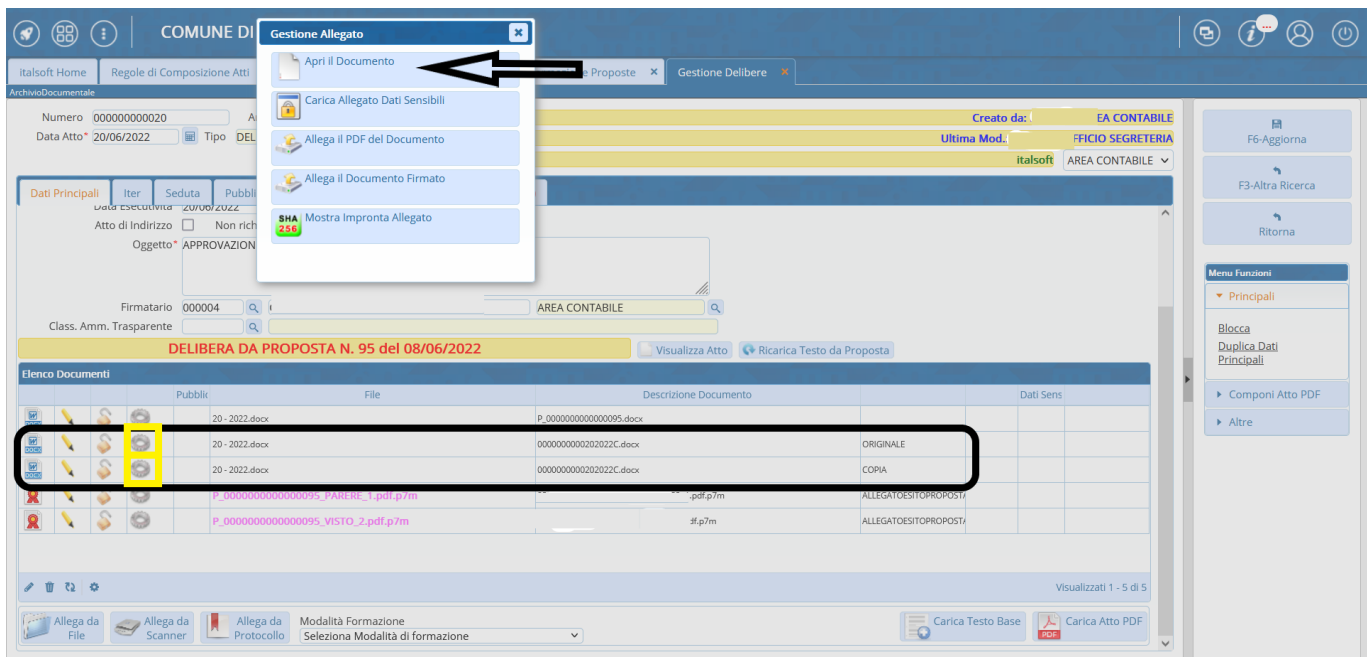 COMUNE DI
...
Gestione Allegato
Apri il Documento
Carica Allegato Dati Sensibili
Allega il PDF del Documento
Allega il Documento Firmato
SHA 256 Mostra Impronta Allegato
italsoft Home Regole di Composizione Atti Proposte Gestione Delibere
ArchivioDocumentale
Numero 000000000020 Creato da: EA CONTABILE
Data Atto* 20/06/2022 Tipo DEL Ultima Mod.: FFICIO SEGRETERIA
italsoft AREA CONTABILE
Dati Principali Iter Seduta Pubbli
Data Esecutività 20/06/2022
Atto di Indirizzo Non rich
Oggetto* APPROVAZION
Firmatario 000004 AREA CONTABILE
Class. Amm. Trasparente
DELIBERA DA PROPOSTA N. 95 del 08/06/2022 Visualizza Atto Ricarica Testo da Proposta
Elenco Documenti
Pubblic File Descrizione Documento Dati Sens
DOCX 20 - 2022.docx P_0000000000000095.docx
DOCX 20 - 2022.docx 0000000000202022C.docx ORIGINALE
DOCX 20 - 2022.docx 0000000000202022C.docx COPIA
P_0000000000000095_PARERE_1.pdf.p7m .pdf.p7m ALLEGATOESITOPROPOSTA
P_0000000000000095_VISTO_2.pdf.p7m df.p7m ALLEGATOESITOPROPOSTA
Visualizzati 1 - 5 di 5
Allega da File Allega da Scanner Allega da Protocollo
Modalità Formazione
Seleziona Modalità di formazione
Carica Testo Base PDF Carica Atto PDF
F6-Aggiorna
F3-Altra Ricerca
Ritorna
Menu Funzioni
Principali
Blocca
Duplica Dati
Principali
Componi Atto PDF
Altre